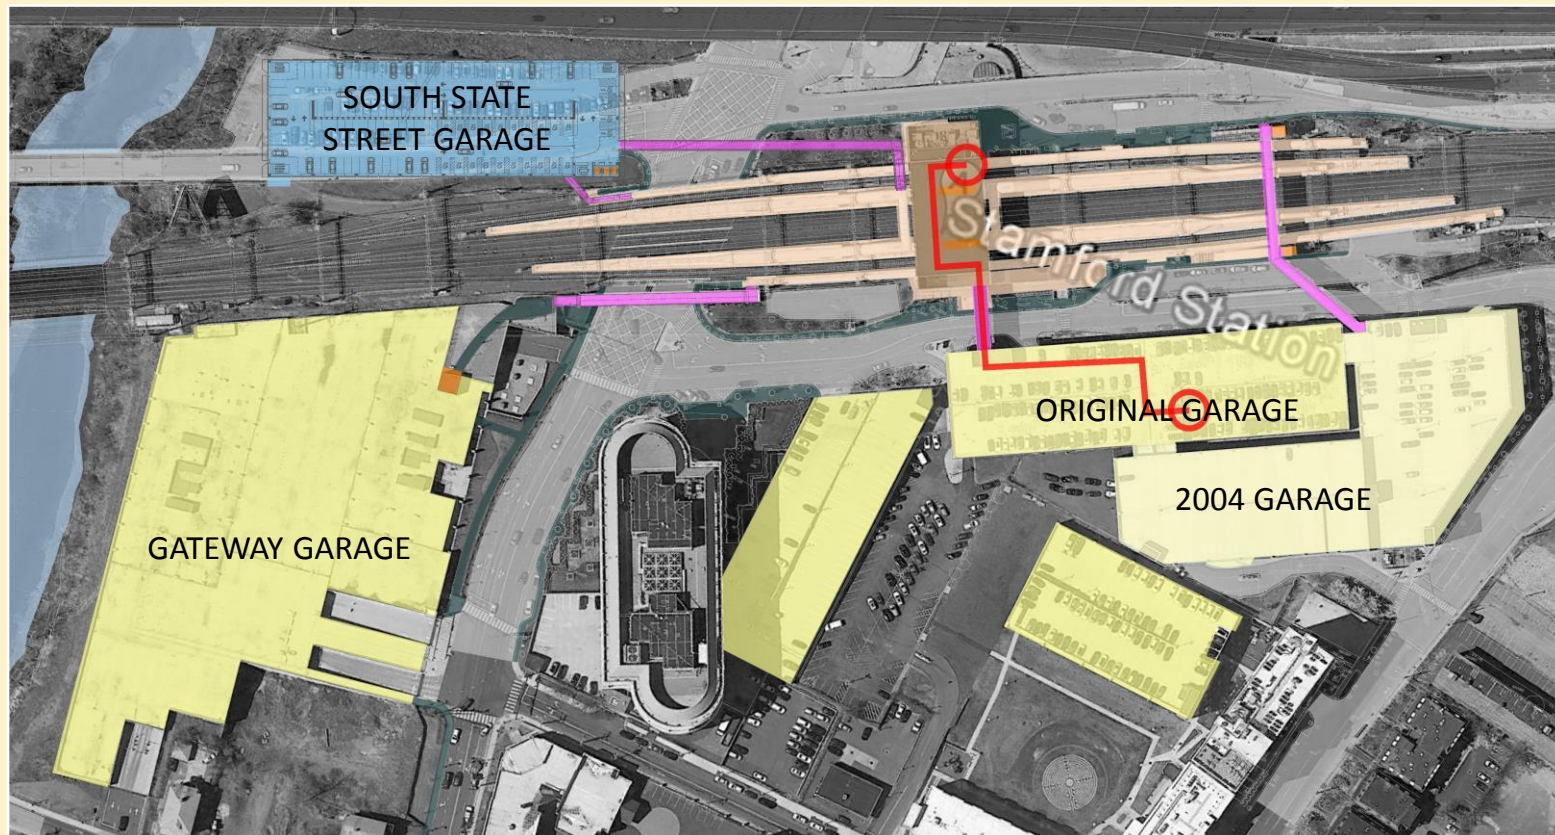 SOUTH STATE
STREET GARAGE
Stamford Station
ORIGINAL GARAGE
2004 GARAGE
GATEWAY GARAGE